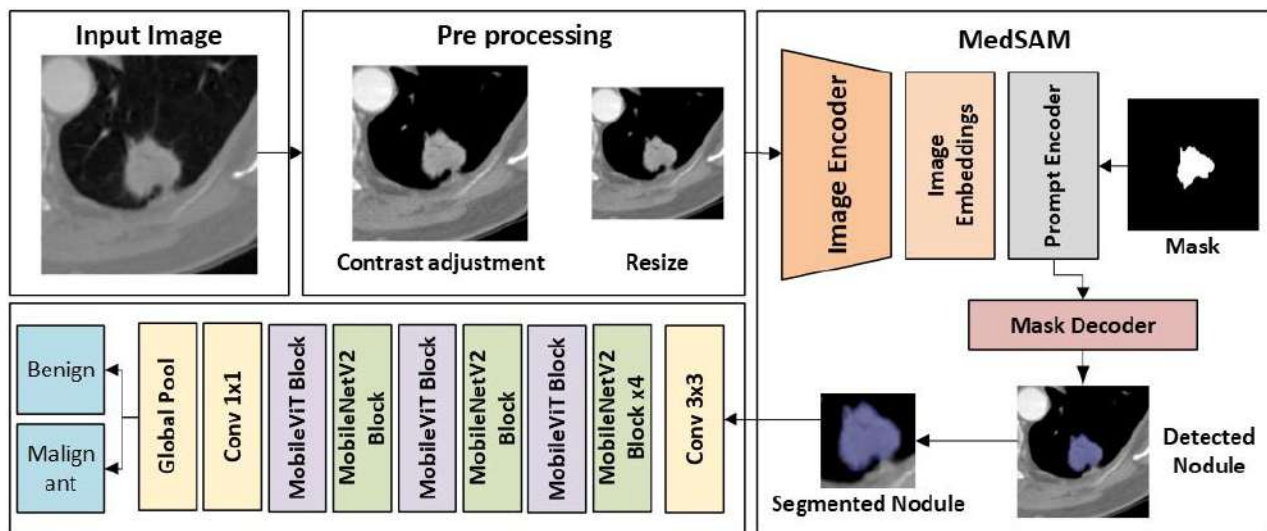 Input Image
Pre processing
Contrast adjustment
Resize
MedSAM
Image Encoder
Image
Embeddings
Prompt Encoder
Mask
Mask Decoder
Detected
Nodule
Segmented Nodule
Conv 3x3
MobileNetV2
Block x4
MobileViT Block
MobileNetV2
Block
MobileViT Block
MobileNetV2
Block
MobileViT Block
Conv 1x1
Global Pool
Benign
Malign
ant